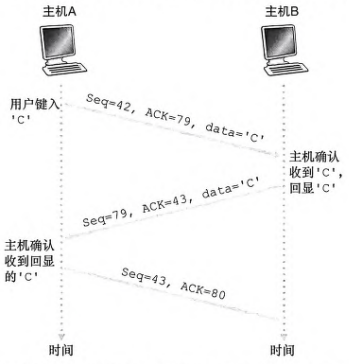 主机A
主机B
用户键入
'C'
Seq=42, ACK=79, data='C'
主机确认
收到'C',
回显'C'
Seq=79, ACK=43, data='C'
主机确认
收到回显
的'C'
Seq=43, ACK=80
时间
时间